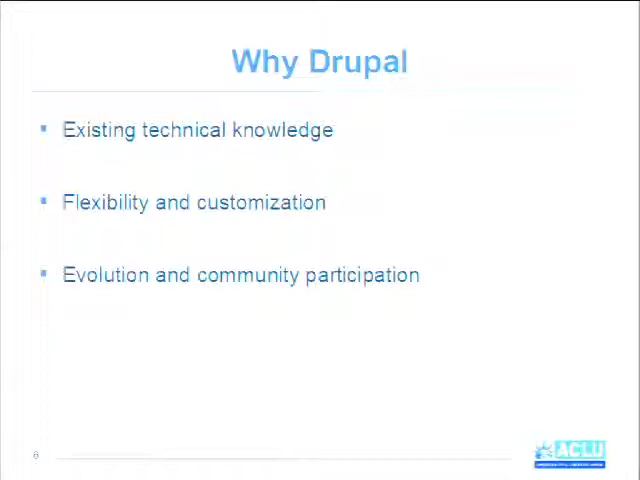 Why Drupal
Existing technical knowledge
Flexibility and customization
Evolution and community participation
6
ACLU